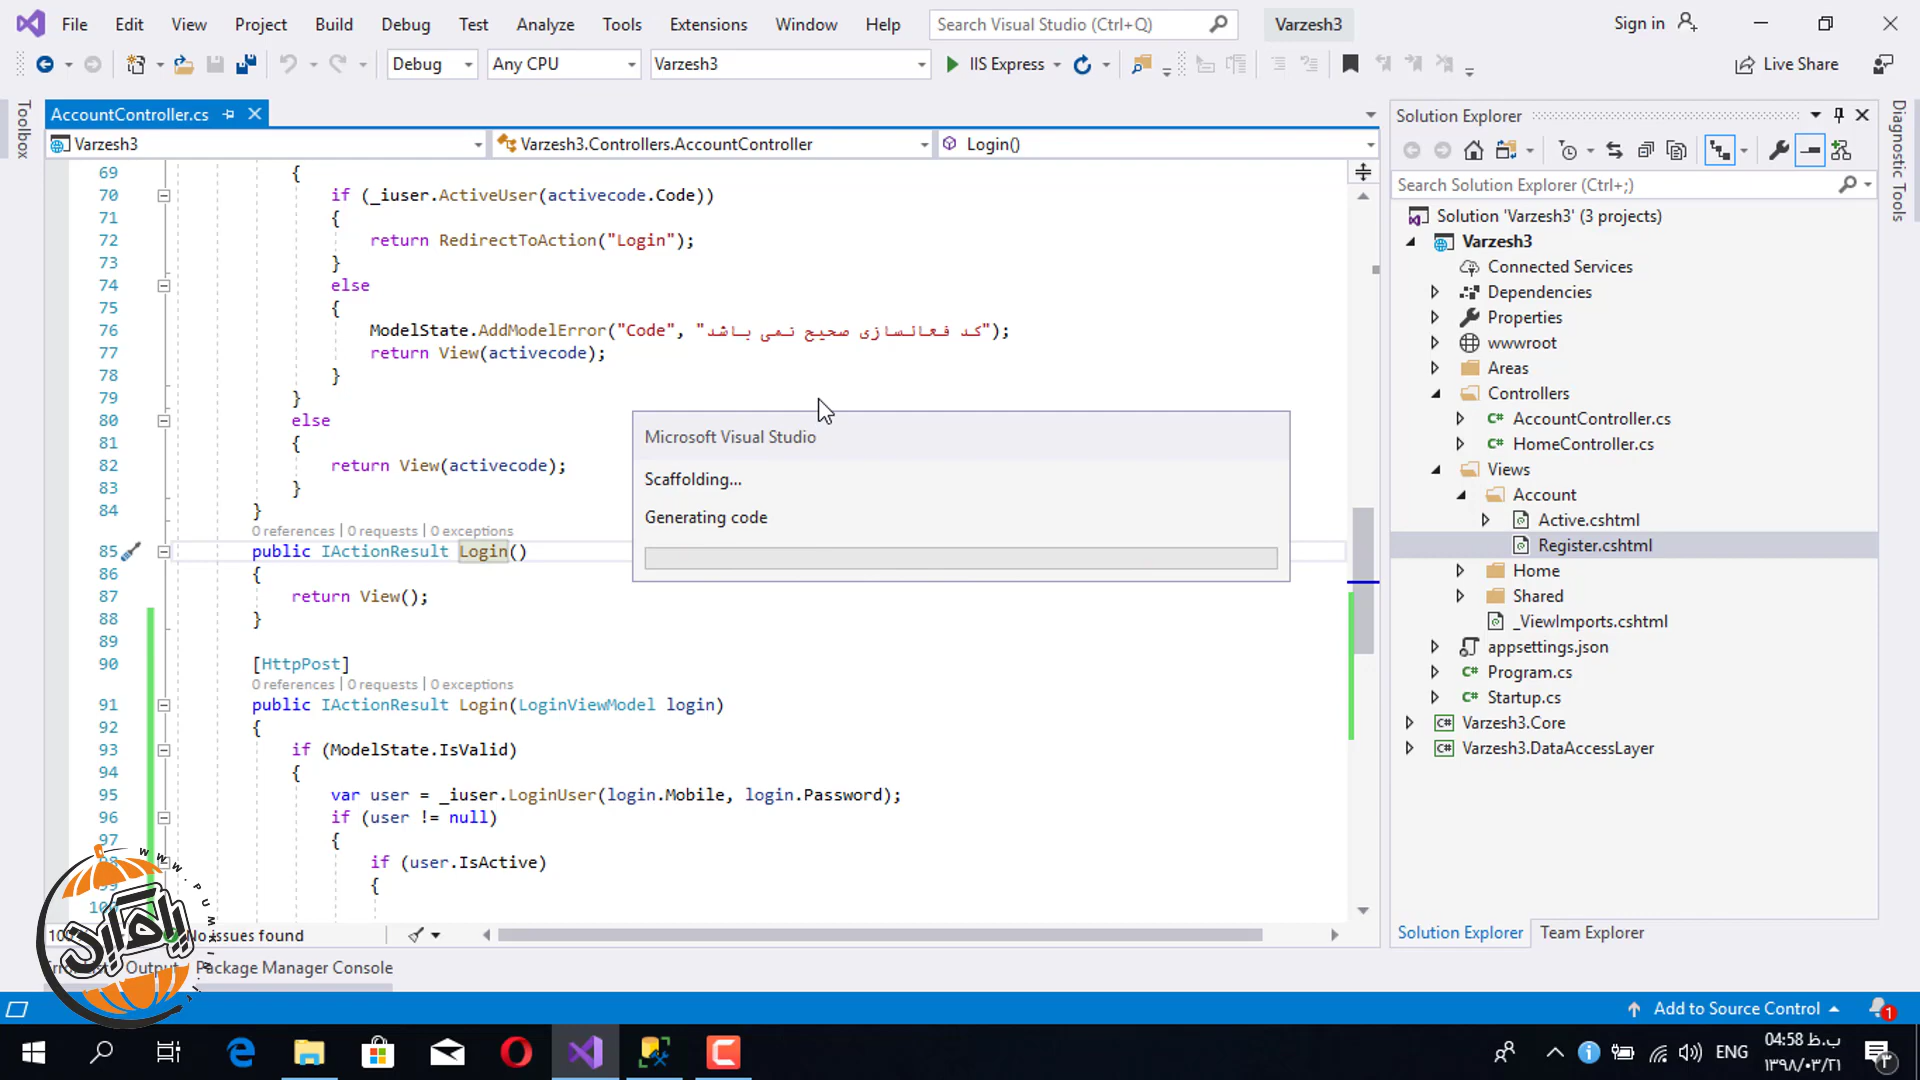 File Edit View Project Build Debug Test Analyze Tools Extensions Window Help Search Visual Studio (Ctrl+Q) Varzesh3 Sign in
Debug Any CPU Varzesh3 IIS Express Live Share
Toolbox
AccountController.cs
Varzesh3 Varzesh3.Controllers.AccountController Login()
69 {
70 if (_iuser.ActiveUser(activecode.Code))
71 {
72 return RedirectToAction("Login");
73 }
74 else
75 {
76 ModelState.AddModelError("Code", "کد فعالسازی صحیح نمی باشد");
77 return View(activecode);
78 }
79 }
80 else
81 {
82 return View(activecode);
83 }
84 }
0 references | 0 requests | 0 exceptions
85 public IActionResult Login()
86 {
87 return View();
88 }
89
90 [HttpPost]
0 references | 0 requests | 0 exceptions
91 public IActionResult Login(LoginViewModel login)
92 {
93 if (ModelState.IsValid)
94 {
95 var user = _iuser.LoginUser(login.Mobile, login.Password);
96 if (user != null)
97 {
if (user.IsActive)
{
Microsoft Visual Studio
Scaffolding...
Generating code
No issues found
Package Manager Console
Solution Explorer
Search Solution Explorer (Ctrl+;)
Solution 'Varzesh3' (3 projects)
Varzesh3
Connected Services
Dependencies
Properties
wwwroot
Areas
Controllers
C# AccountController.cs
C# HomeController.cs
Views
Account
Active.cshtml
Register.cshtml
Home
Shared
_ViewImports.cshtml
appsettings.json
C# Program.cs
C# Startup.cs
C# Varzesh3.Core
C# Varzesh3.DataAccessLayer
Solution Explorer Team Explorer
Diagnostic Tools
Add to Source Control 1
ENG
04:58 ب.ظ
۱۳۹۸/۰۳/۲۱
۳